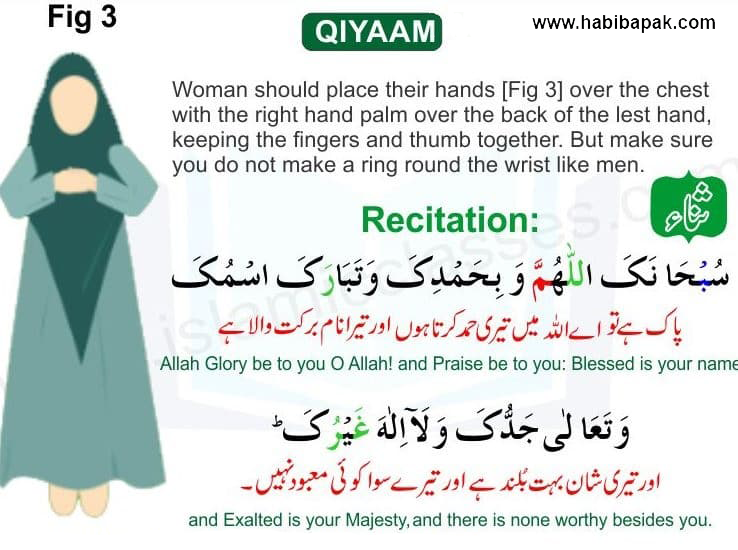 Fig 3
QIYAAM
www.habibapak.com
Woman should place their hands [Fig 3] over the chest
with the right hand palm over the back of the lest hand,
keeping the fingers and thumb together. But make sure
you do not make a ring round the wrist like men.
ثناء
Recitation:
سُبْحَا نَكَ اللّٰهُمَّ وَ بِحَمْدِكَ وَتَبَارَكَ اسْمُكَ
پاک ہے تو اے اللہ میں تیری حمد کرتا ہوں اور تیرا نام برکت والا ہے
Allah Glory be to you O Allah! and Praise be to you: Blessed is your name
وَ تَعَا لٰى جَدُّكَ وَ لَآ اِلٰهَ غَيْرُكَ ؕ
اور تیری شان بہت بُلند ہے اور تیرے سوا کوئی معبود نہیں۔
and Exalted is your Majesty, and there is none worthy besides you.